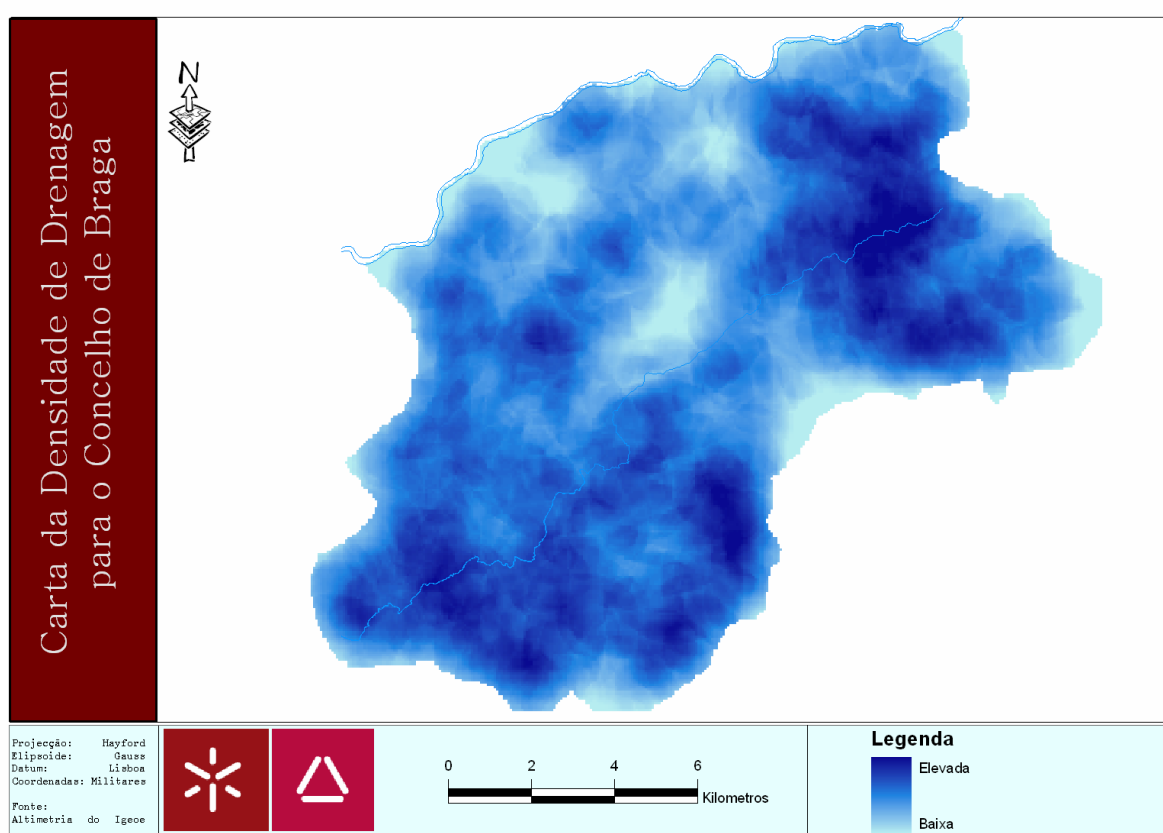 Carta da Densidade de Drenagem
para o Concelho de Braga
N
Projecção: Hayford
Elipsoide: Gauss
Datum: Lisboa
Coordenadas: Militares
Fonte:
Altimetria do Igeoe
0 2 4 6
Kilometros
Legenda
Elevada
Baixa